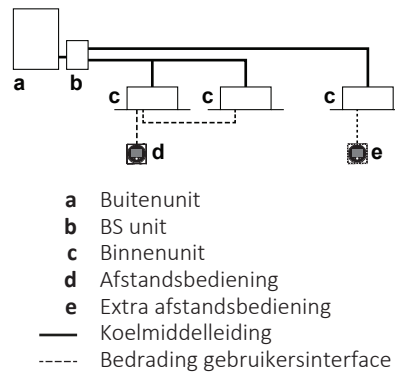 a b
c c c
d e
a Buitenunit
b BS unit
c Binnenunit
d Afstandsbediening
e Extra afstandsbediening
Koelmiddelleiding
Bedrading gebruikersinterface